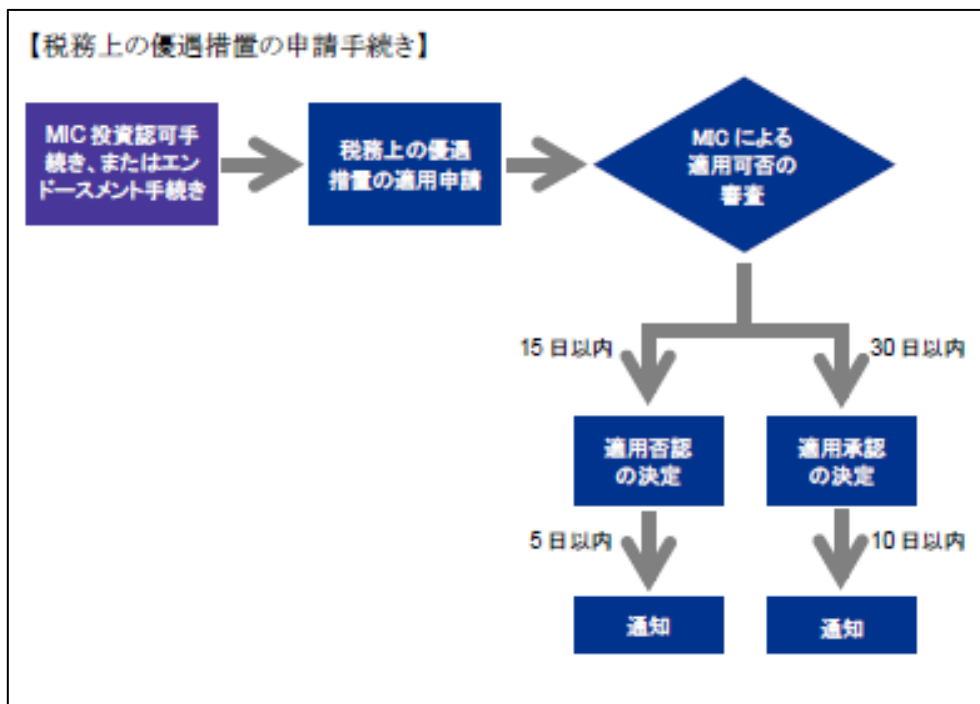 【税務上の優遇措置の申請手続き】
MIC 投資認可手
続き、またはエン
ドースメント手続き
税務上の優遇
措置の適用申請
MIC による
適用可否の
審査
15 日以内
30 日以内
適用否認
の決定
適用承認
の決定
5 日以内
10 日以内
通知
通知